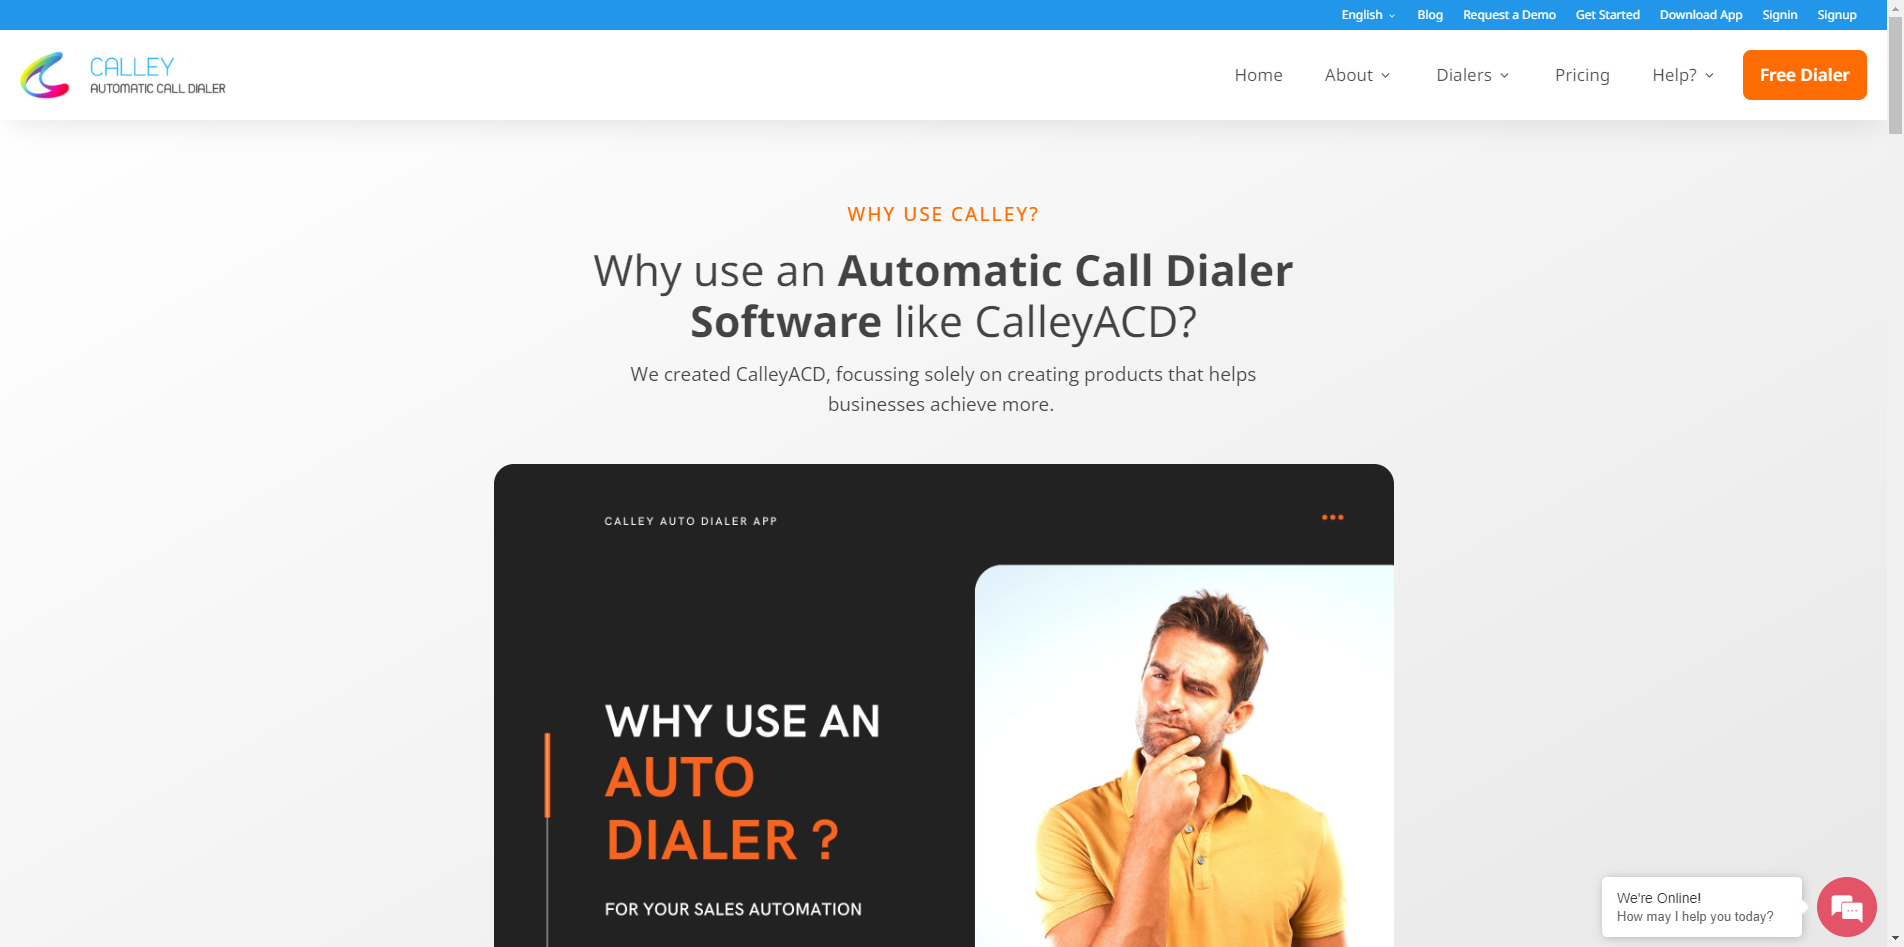 English
Blog
Request a Demo
Get Started
Download App
Signin
Signup
CALLEY
AUTOMATIC CALL DIALER
Home
About
Dialers
Pricing
Help?
Free Dialer
WHY USE CALLEY?
Why use an Automatic Call Dialer
Software like CalleyACD?
We created CalleyACD, focussing solely on creating products that helps
businesses achieve more.
CALLEY AUTO DIALER APP
WHY USE AN
AUTO
DIALER ?
FOR YOUR SALES AUTOMATION
We're Online!
How may I help you today?